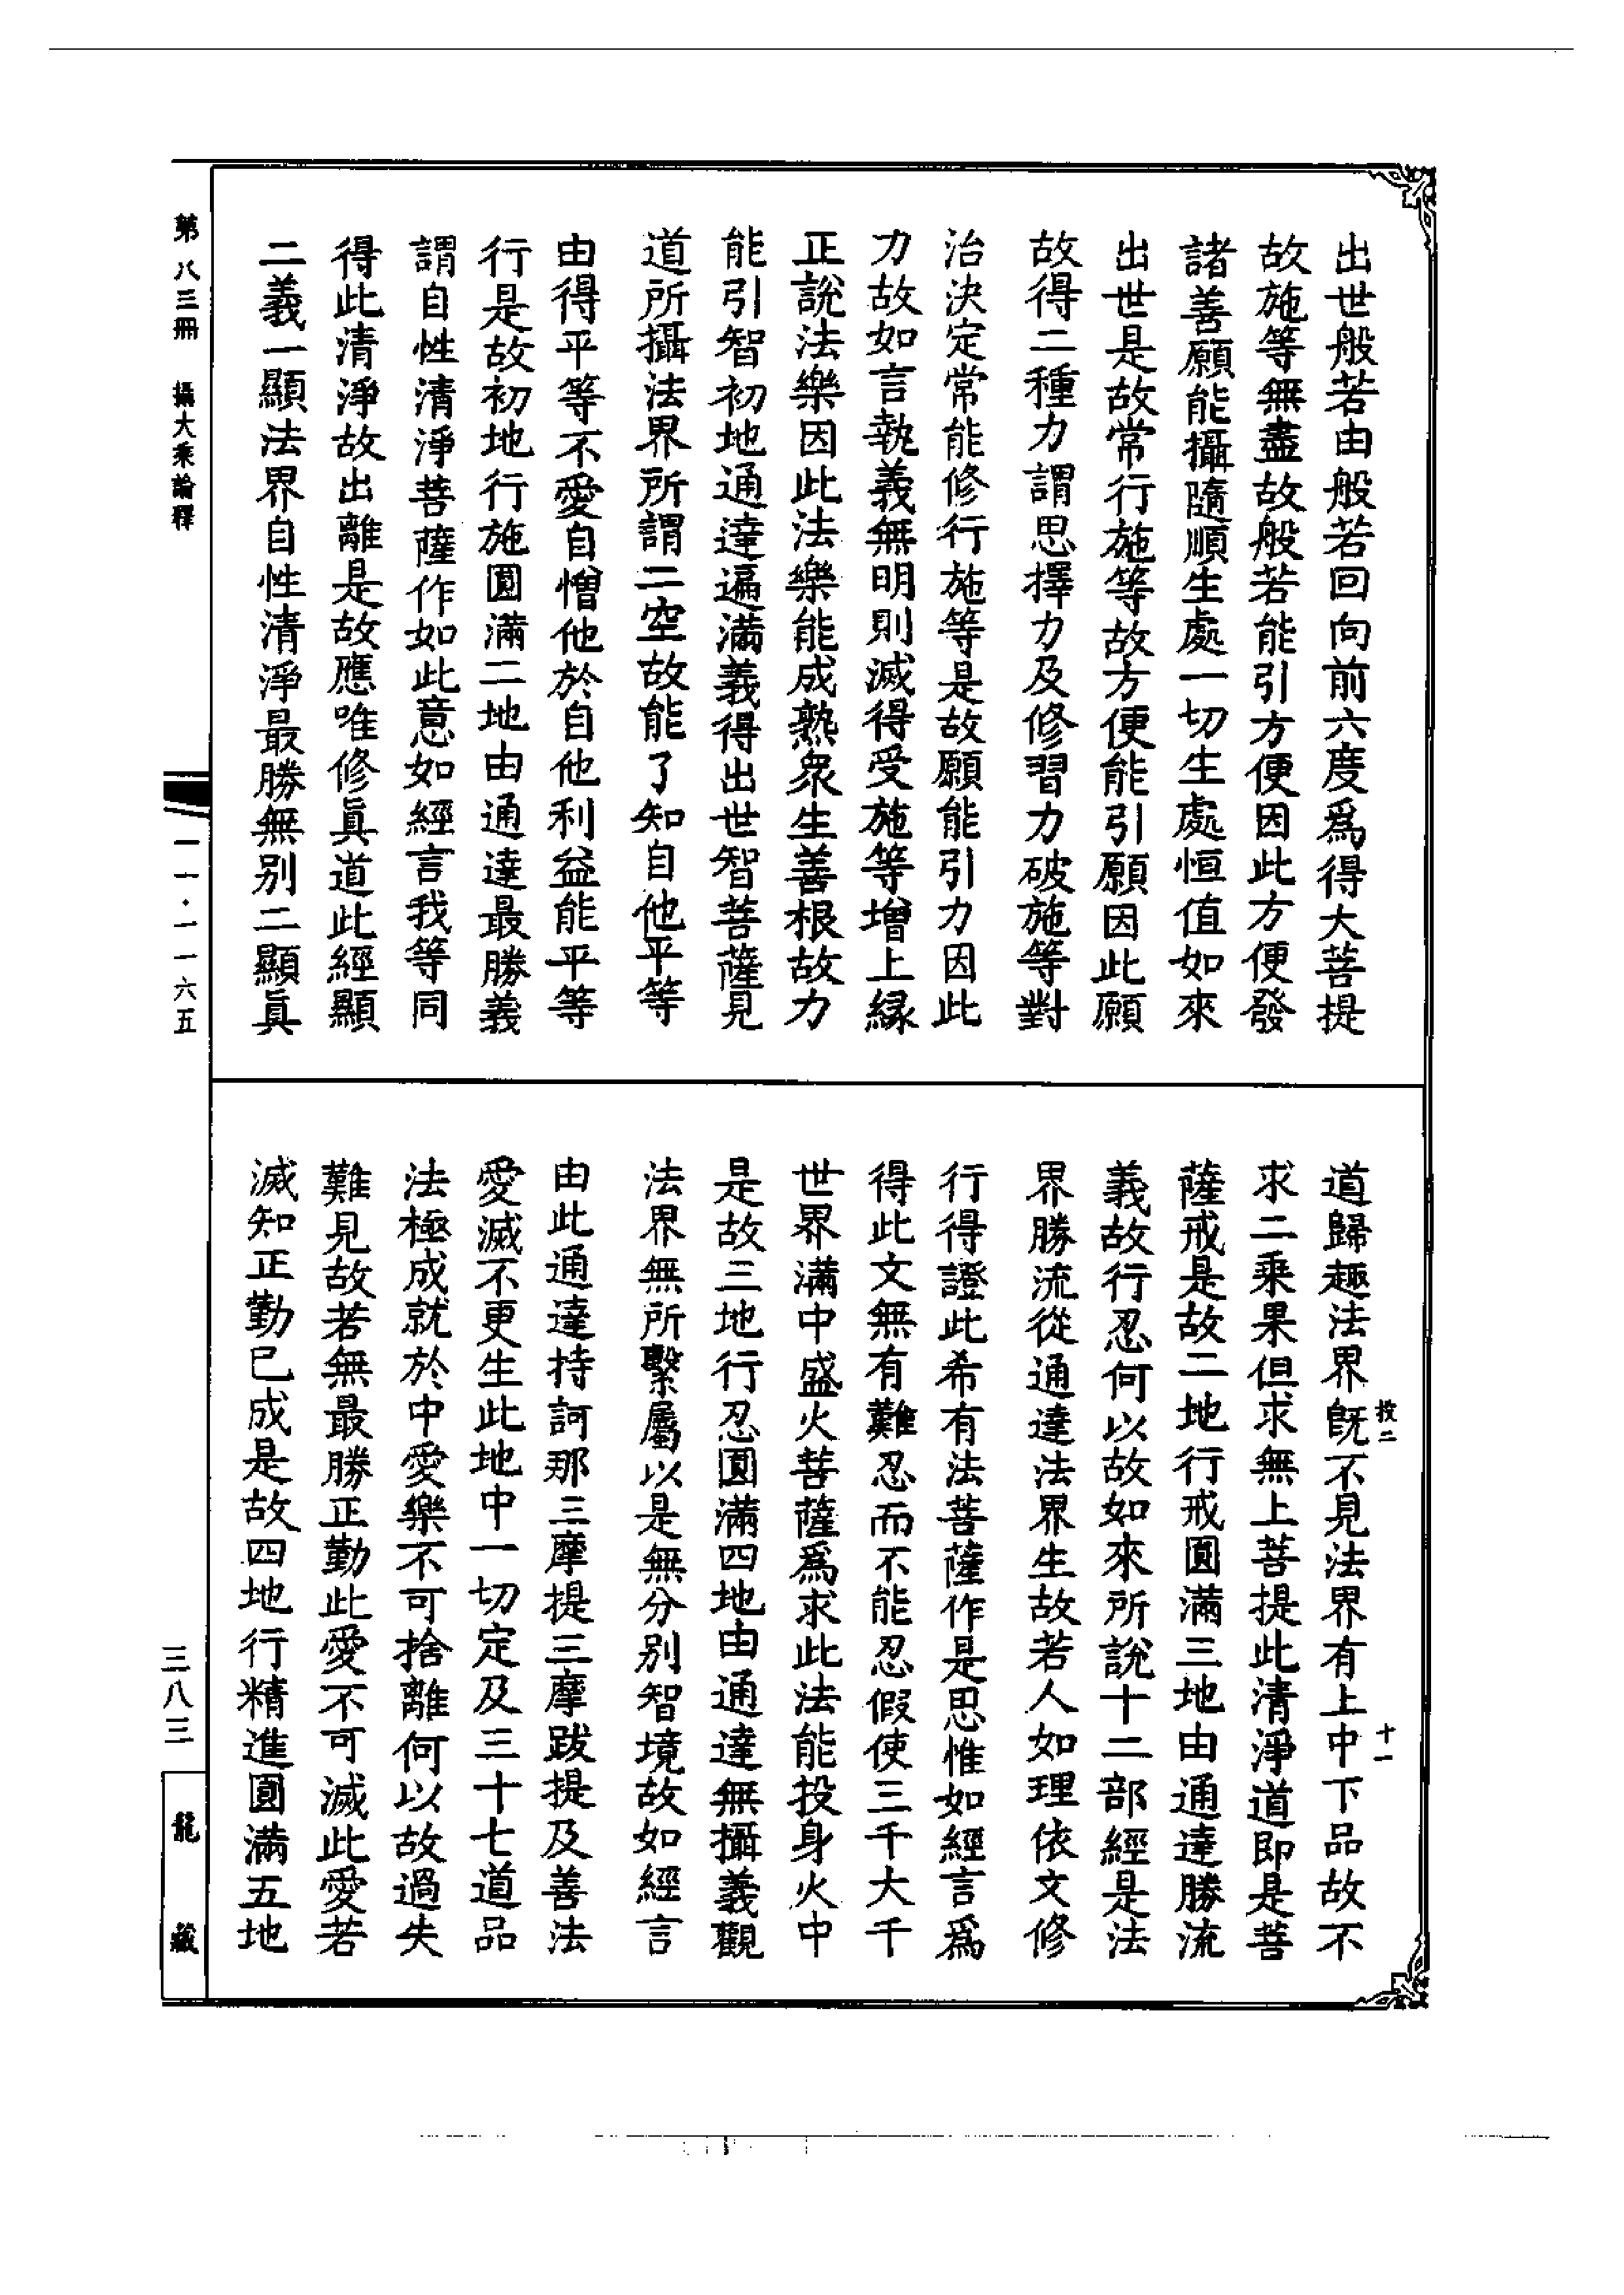 出世般若由般若回向前六度爲得大菩提
故施等無盡故般若能引方便因此方便發
諸善願能攝隨順生處一切生處恒值如來
出世是故常行施等故方便能引願因此願
故得二種力謂思擇力及修習力破施等對
治決定常能修行施等是故願能引力因此
力故如言執義無明則滅得受施等增上緣
正說法樂因此法樂能成熟衆生善根故力
能引智初地通達遍滿義得出世智菩薩見
道所攝法界所謂二空故能了知自他平等
由得平等不愛自憎他於自他利益能平等
行是故初地行施圓滿二地由通達最勝義
謂自性清淨菩薩作如此意如經言我等同
得此清淨故出離是故應唯修眞道此經顯
二義一顯法界自性清淨最勝無别二顯眞
道歸趣法界旣不見法界有上中下品故不
求二乘果但求無上菩提此清淨道即是菩
薩戒是故二地行戒圓滿三地由通達勝流
義故行忍何以故如來所說十二部經是法
界勝流從通達法界生故若人如理依文修
行得證此希有法菩薩作是思惟如經言爲
得此文無有難忍而不能忍假使三千大千
世界滿中盛火菩薩爲求此法能投身火中
是故三地行忍圓滿四地由通達無攝義觀
法界無所繫屬以是無分别智境故如經言
由此通達持訶那三摩提三摩跋提及善法
愛滅不更生此地中一切定及三十七道品
法極成就於中愛樂不可捨離何以故過失
難見故若無最勝正勤此愛不可滅此愛若
滅知正勤已成是故四地行精進圓滿五地
投二
十一
第八三冊 攝大乘論釋
一一·一一六五
三八三
龍藏